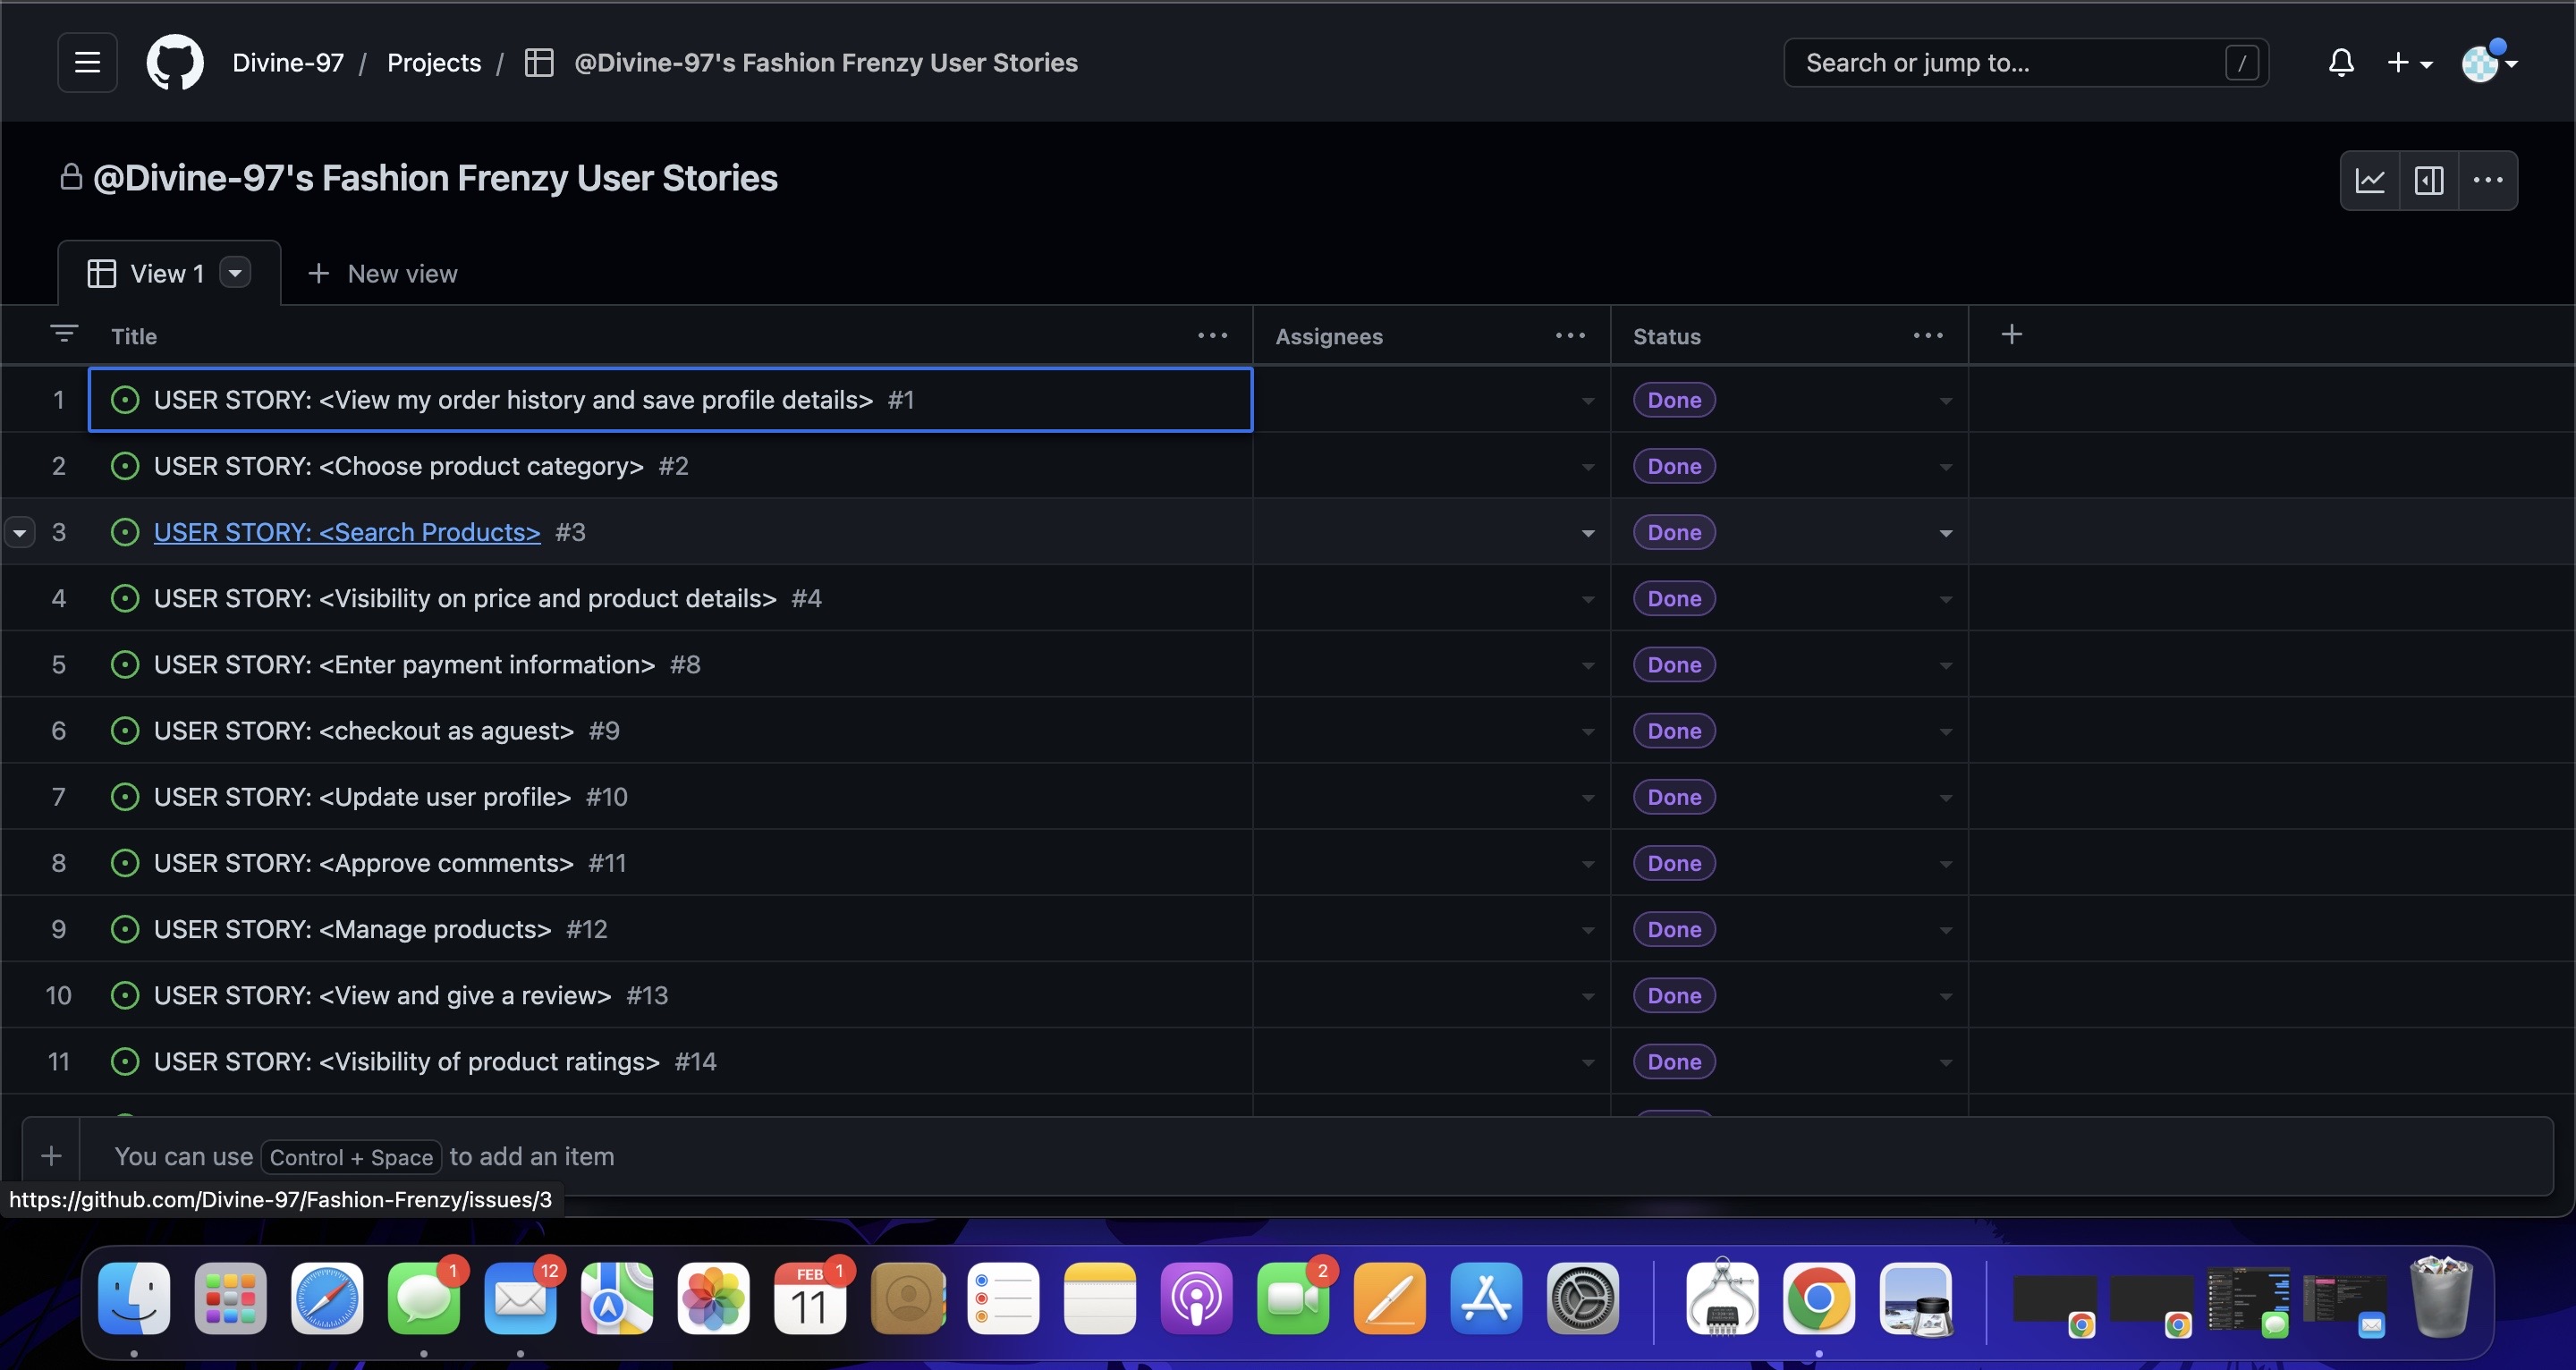 Divine-97 / Projects / @Divine-97's Fashion Frenzy User Stories Search or jump to... /
@Divine-97's Fashion Frenzy User Stories
View 1 New view
Title Assignees Status
1 USER STORY: <View my order history and save profile details> #1 Done
2 USER STORY: <Choose product category> #2 Done
3 USER STORY: <Search Products> #3 Done
4 USER STORY: <Visibility on price and product details> #4 Done
5 USER STORY: <Enter payment information> #8 Done
6 USER STORY: <checkout as aguest> #9 Done
7 USER STORY: <Update user profile> #10 Done
8 USER STORY: <Approve comments> #11 Done
9 USER STORY: <Manage products> #12 Done
10 USER STORY: <View and give a review> #13 Done
11 USER STORY: <Visibility of product ratings> #14 Done
You can use Control + Space to add an item
https://github.com/Divine-97/Fashion-Frenzy/issues/3
1 12 FEB 1 2
11